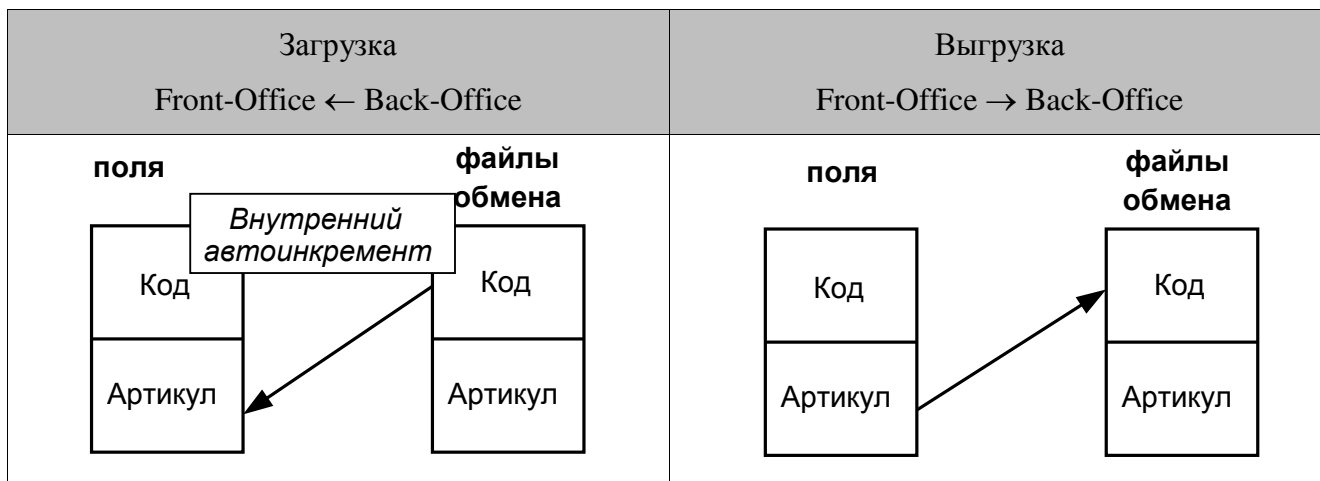 Загрузка
Front-Office ← Back-Office
Выгрузка
Front-Office → Back-Office
поля
файлы
обмена
Внутренний
автоинкремент
Код
Код
Артикул
Артикул
поля
файлы
обмена
Код
Код
Артикул
Артикул